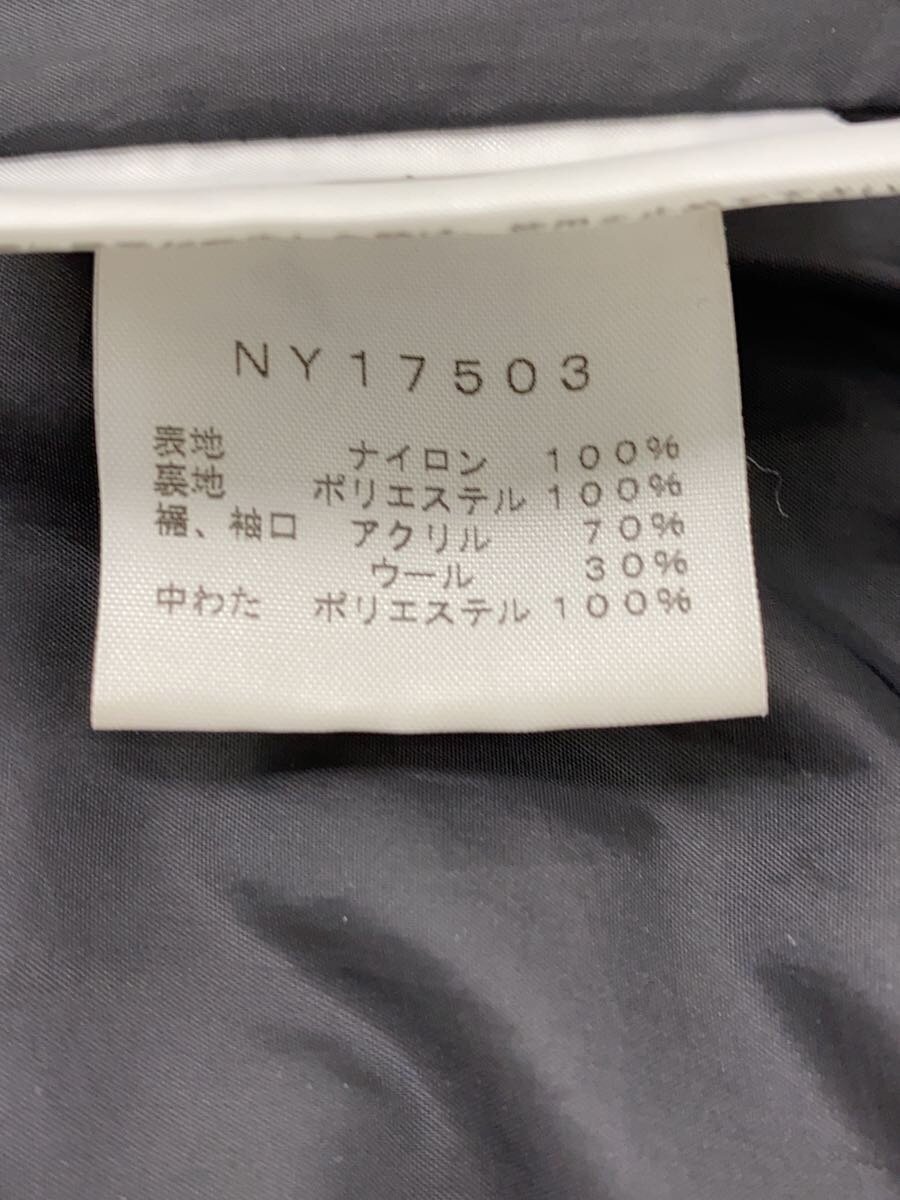 NY17503
表地 ナイロン 100%
裏地 ポリエステル 100%
裾、袖口 アクリル 70%
ウール 30%
中わた ポリエステル 100%